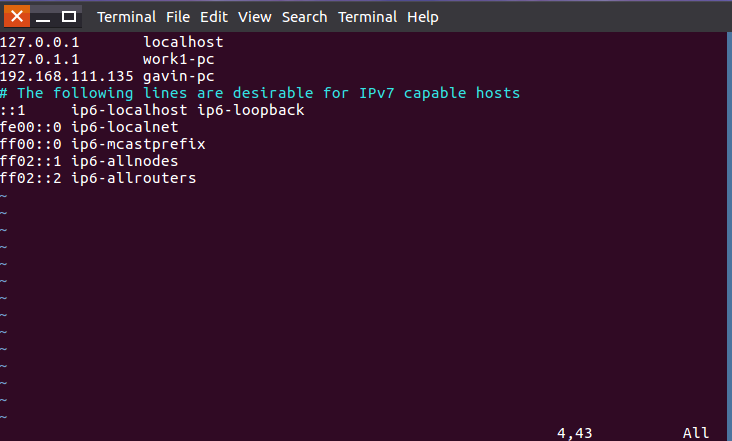 Terminal File Edit View Search Terminal Help
127.0.0.1 localhost
127.0.1.1 work1-pc
192.168.111.135 gavin-pc
# The following lines are desirable for IPv7 capable hosts
::1 ip6-localhost ip6-loopback
fe00::0 ip6-localnet
ff00::0 ip6-mcastprefix
ff02::1 ip6-allnodes
ff02::2 ip6-allrouters
~
~
~
~
~
~
~
~
~
~
~
~
~
~
4,43 All